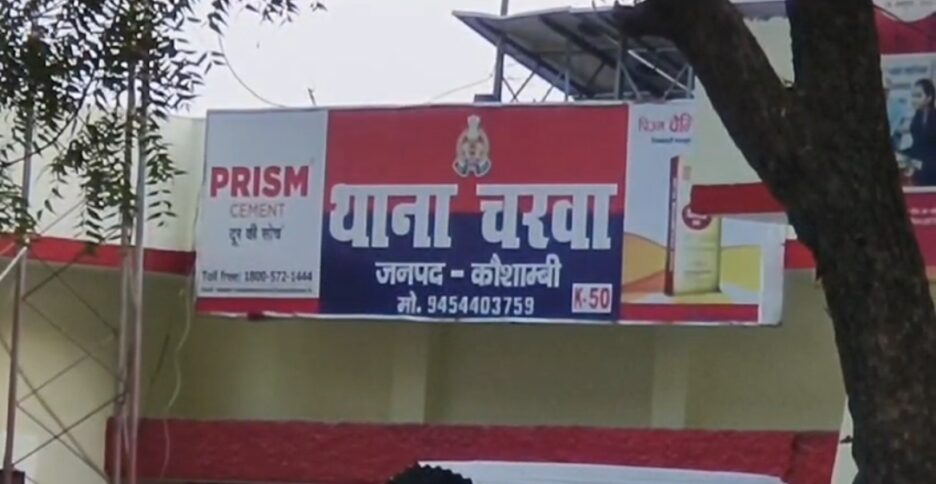 PRISM
CEMENT
दूर की सोच
Toll free: 1800-572-1444
थाना चरवा
जनपद - कौशाम्बी
मो. 9454403759
K-50